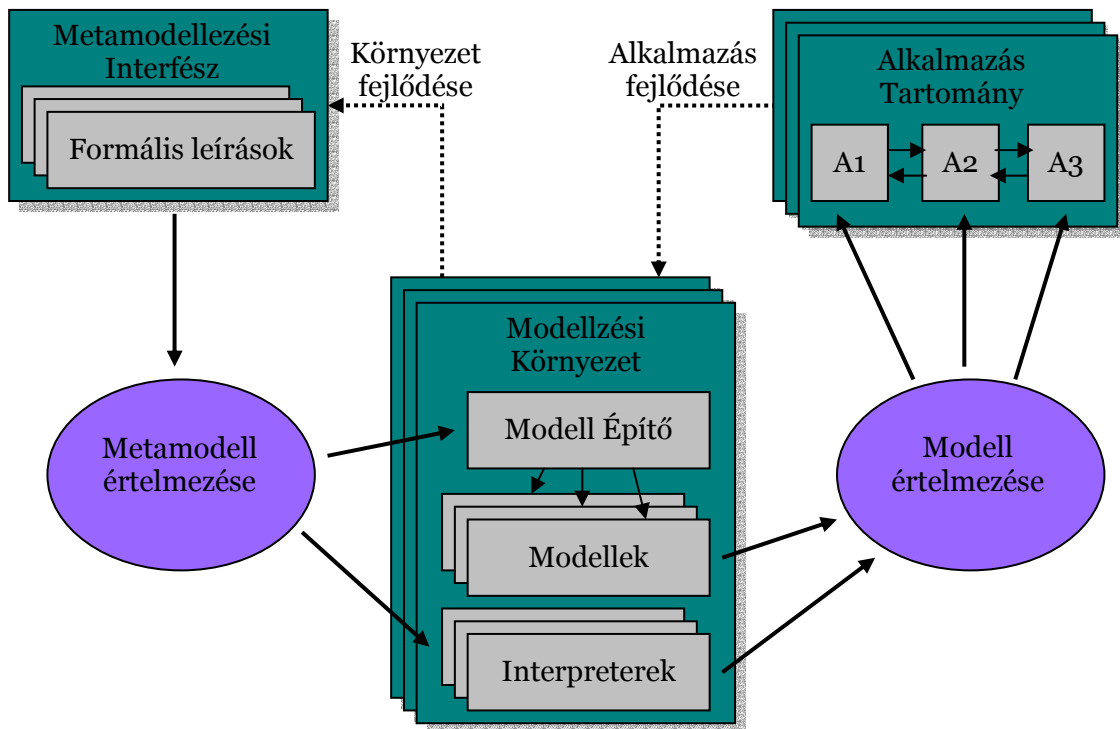 Metamodellezési
Interfész
Formális leírások
Környezet
fejlődése
Alkalmazás
fejlődése
Alkalmazás
Tartomány
A1
A2
A3
Metamodell
értelmezése
Modellzési
Környezet
Modell Építő
Modellek
Interpreterek
Modell
értelmezése